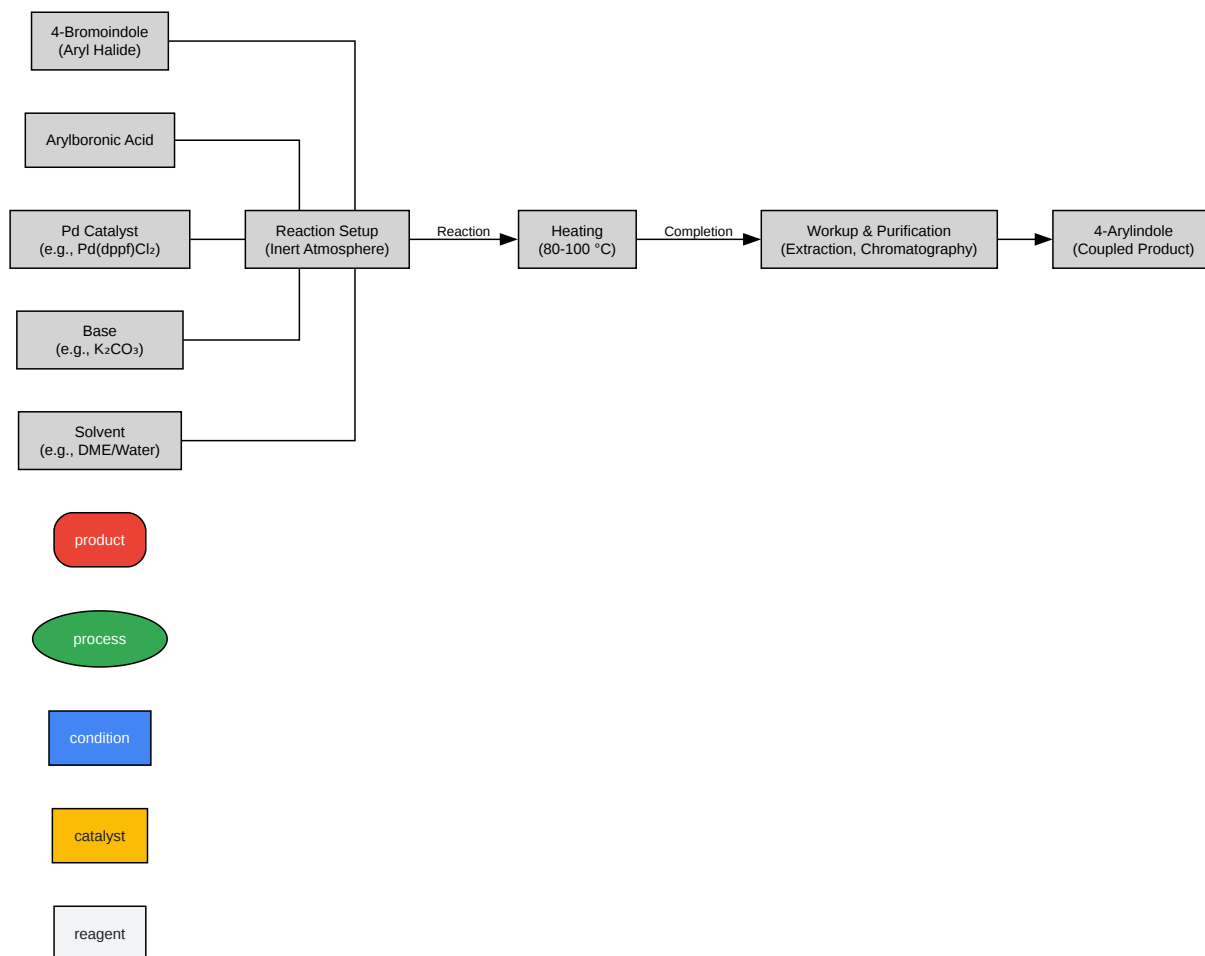 4-Bromoindole
(Aryl Halide)
Arylboronic Acid
Pd Catalyst
(e.g., Pd(dppf)Cl₂)
Reaction Setup
(Inert Atmosphere)
Reaction
Heating
(80-100 °C)
Completion
Workup & Purification
(Extraction, Chromatography)
4-Arylindole
(Coupled Product)
Base
(e.g., K₂CO₃)
Solvent
(e.g., DME/Water)
product
process
condition
catalyst
reagent